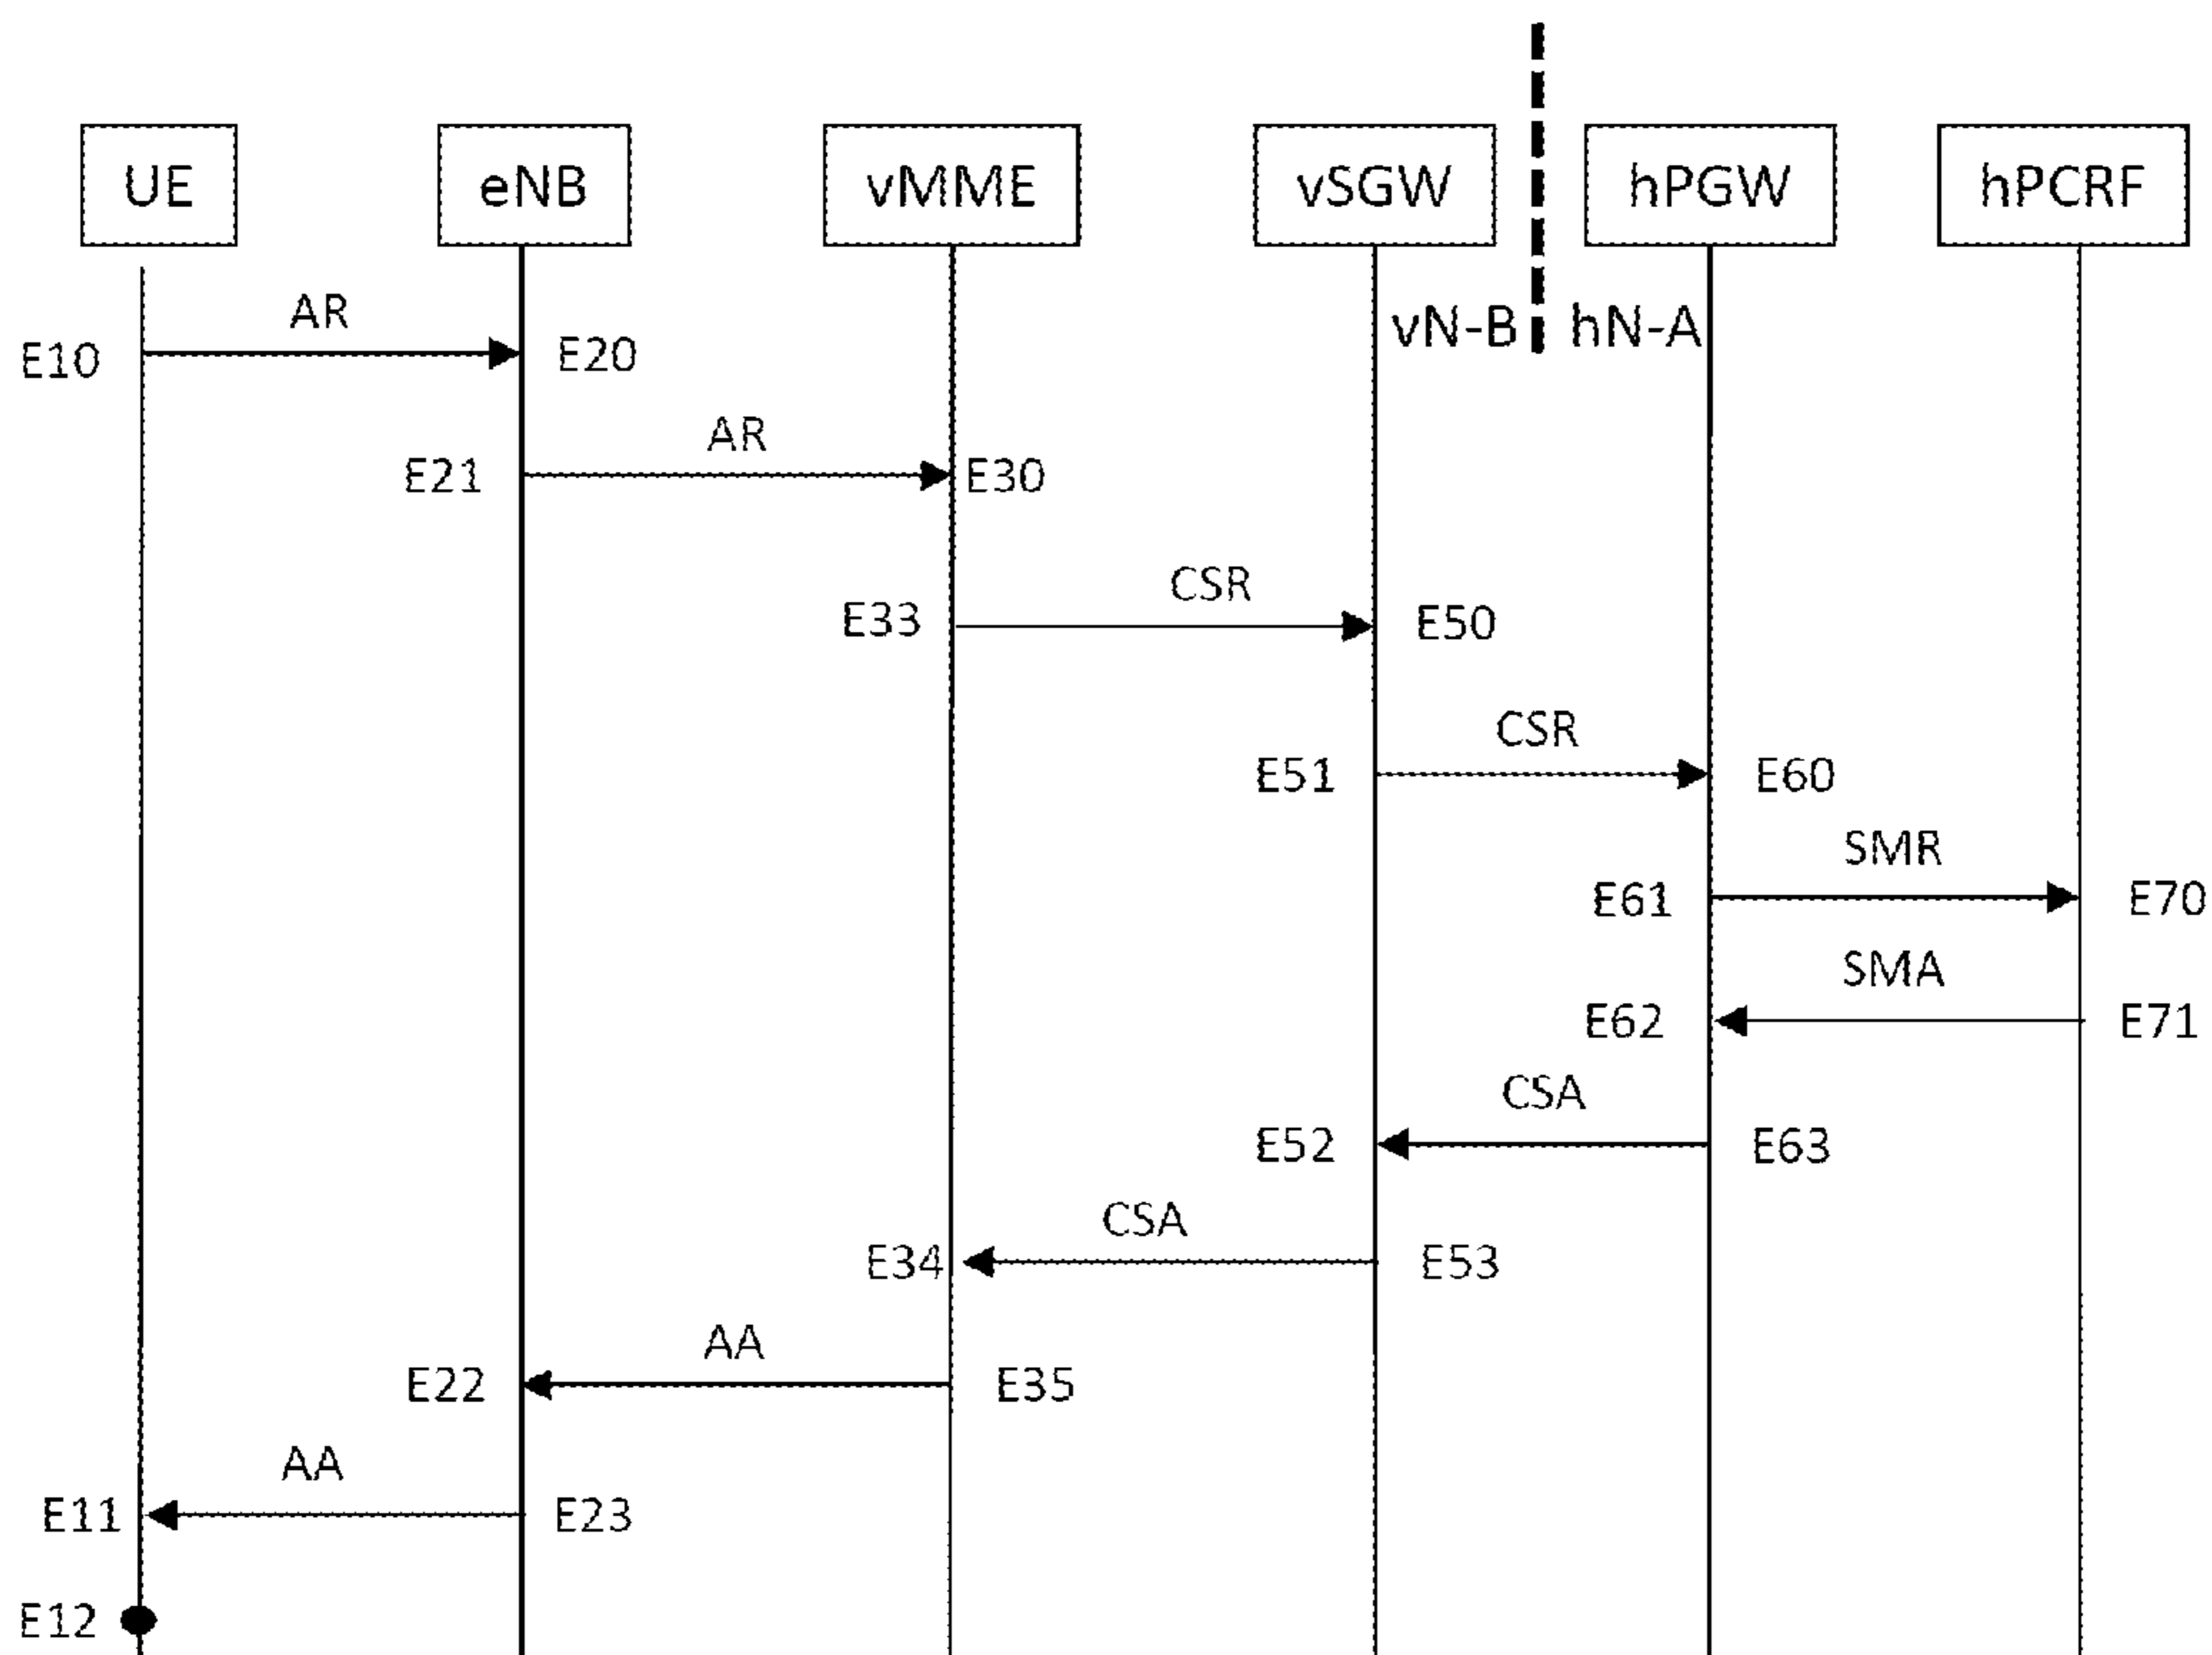 UE eNB vMME vSGW hPGW hPCRF
vN-B hN-A
AR
E10 E20
AR
E21 E30
CSR
E33 E50
CSR
E51 E60
SMR
E61 E70
SMA
E62 E71
CSA
E52 E63
CSA
E34 E53
AA
E22 E35
AA
E11 E23
E12